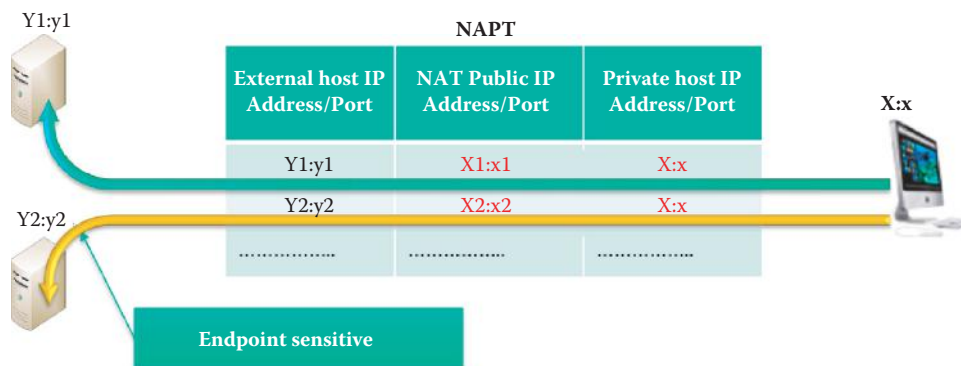 Y1:y1
NAPT
External host IP Address/Port
NAT Public IP Address/Port
Private host IP Address/Port
X:x
Y1:y1 X1:x1 X:x
Y2:y2
Y2:y2 X2:x2 X:x
................ ................ ................
Endpoint sensitive